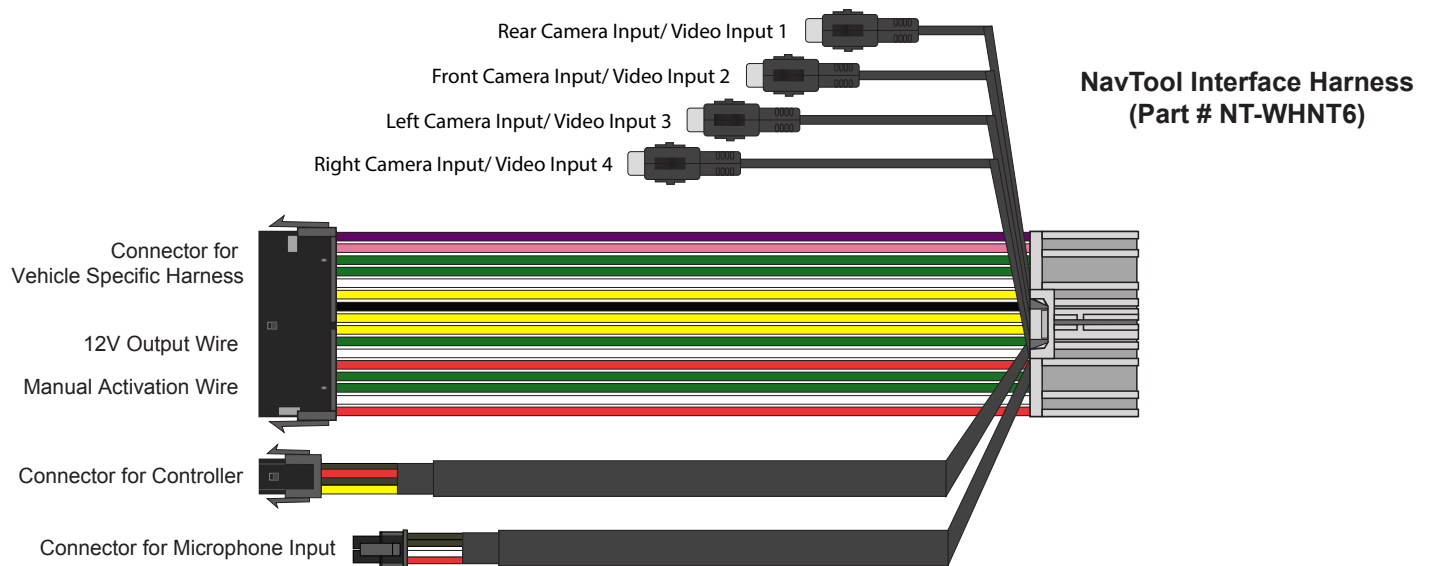 Rear Camera Input/ Video Input 1
Front Camera Input/ Video Input 2
Left Camera Input/ Video Input 3
Right Camera Input/ Video Input 4
NavTool Interface Harness
(Part # NT-WHNT6)
Connector for
Vehicle Specific Harness
12V Output Wire
Manual Activation Wire
Connector for Controller
Connector for Microphone Input